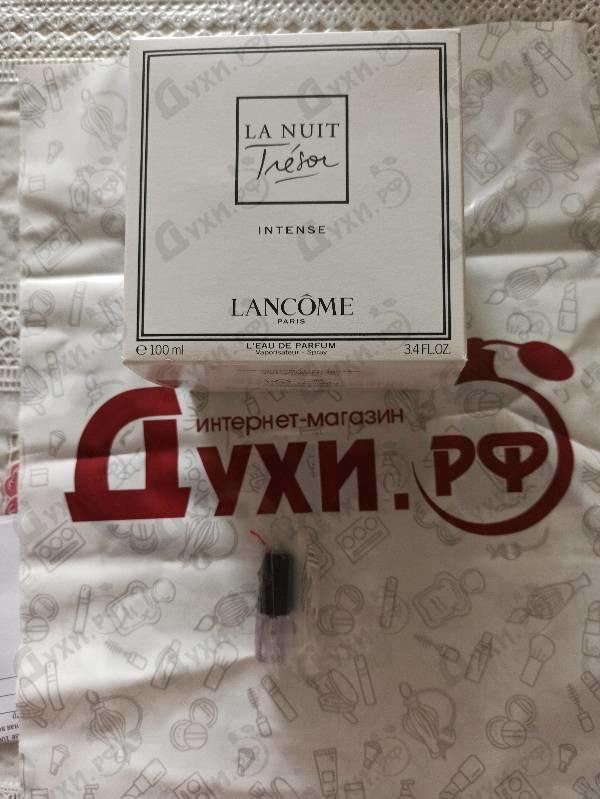 LA NUIT
Trésor
INTENSE
LANCÔME
PARIS
L'EAU DE PARFUM
Vaporisateur - Spray
e 100 ml
3.4 FL.OZ.
интернет-магазин
Духи.РФ